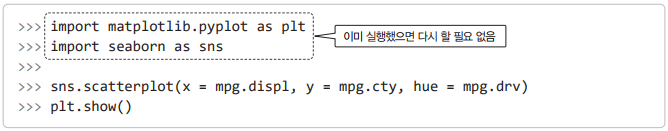 >>> import matplotlib.pyplot as plt
>>> import seaborn as sns
이미 실행했으면 다시 할 필요 없음
>>>
>>> sns.scatterplot(x = mpg.displ, y = mpg.cty, hue = mpg.drv)
>>> plt.show()